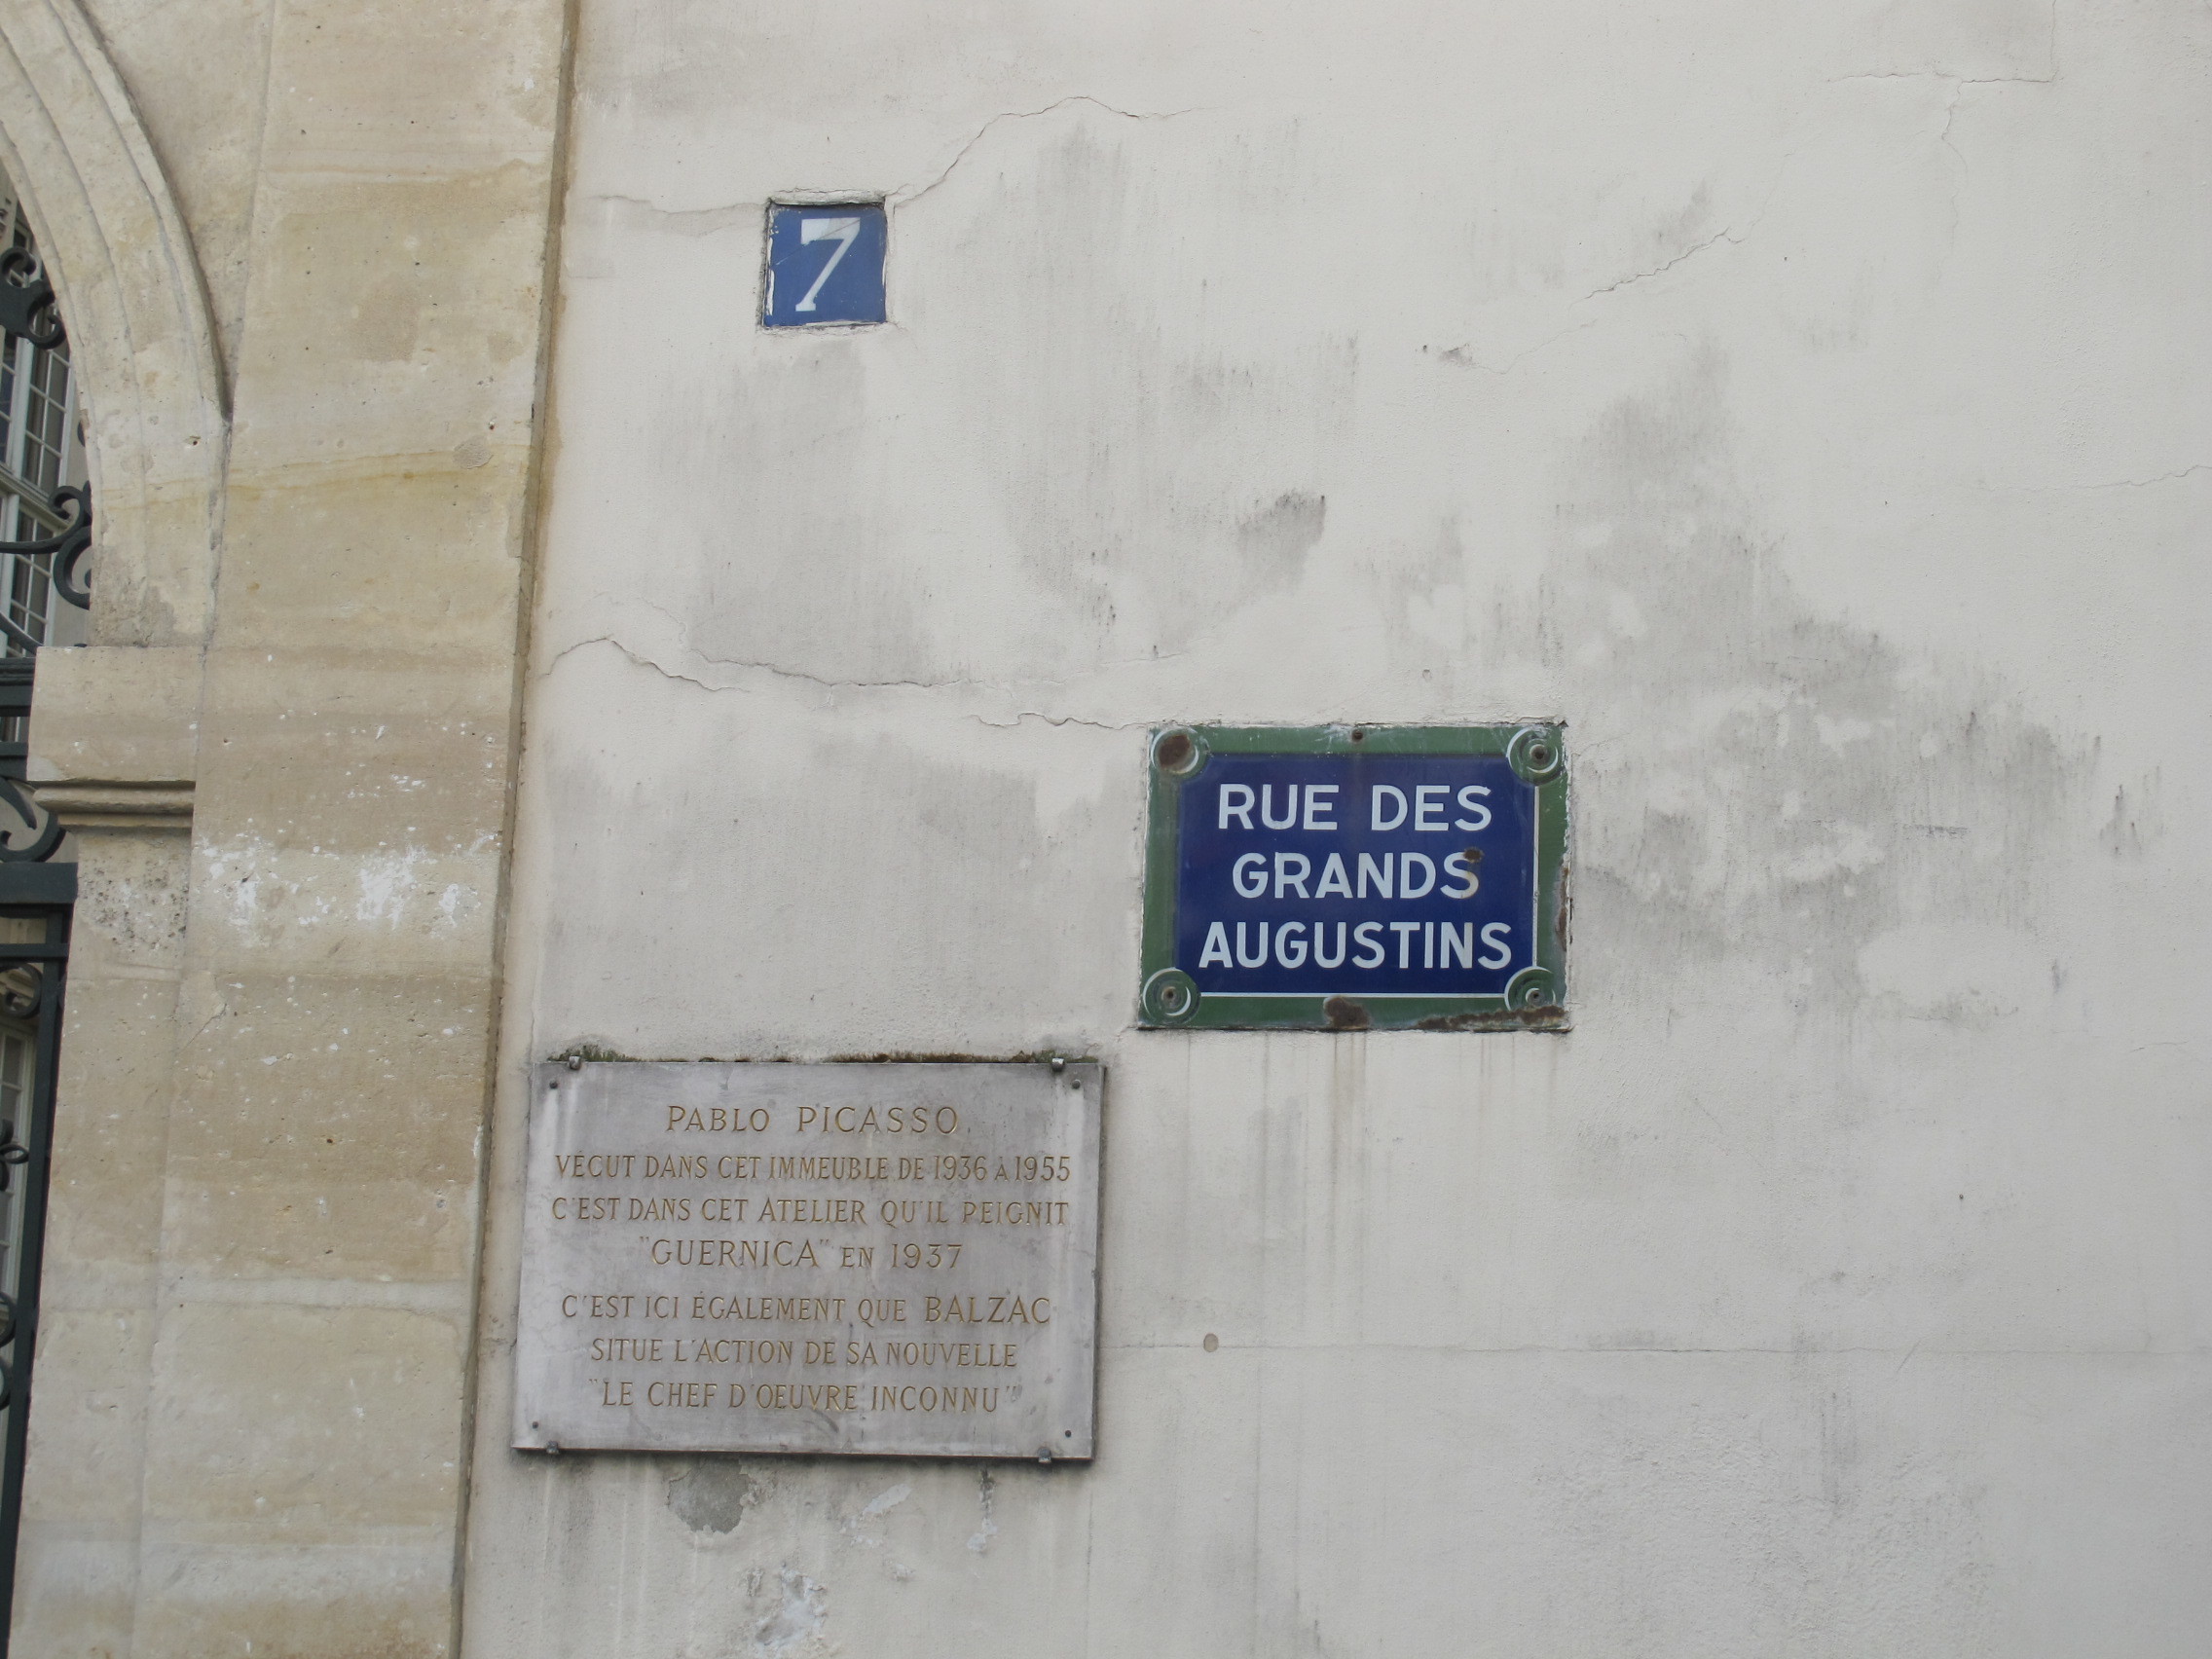 7
RUE DES
GRANDS
AUGUSTINS
PABLO PICASSO
VÉCUT DANS CET IMMEUBLE DE 1936 À 1955
C'EST DANS CET ATELIER QU'IL PEIGNIT
"GUERNICA" EN 1937
C'EST ICI ÉGALEMENT QUE BALZAC
SITUE L'ACTION DE SA NOUVELLE
"LE CHEF D'OEUVRE INCONNU"